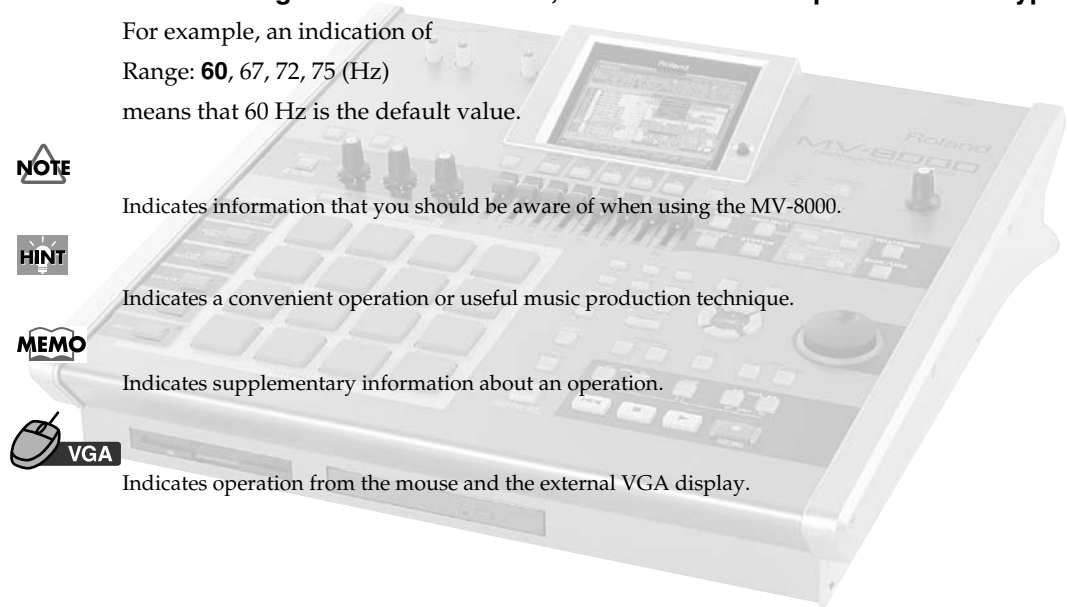 For example, an indication of
Range: 60, 67, 72, 75 (Hz)
means that 60 Hz is the default value.
NOTE
Indicates information that you should be aware of when using the MV-8000.
HINT
Indicates a convenient operation or useful music production technique.
MEMO
Indicates supplementary information about an operation.
VGA
Indicates operation from the mouse and the external VGA display.
Roland
Roland
MV-8000